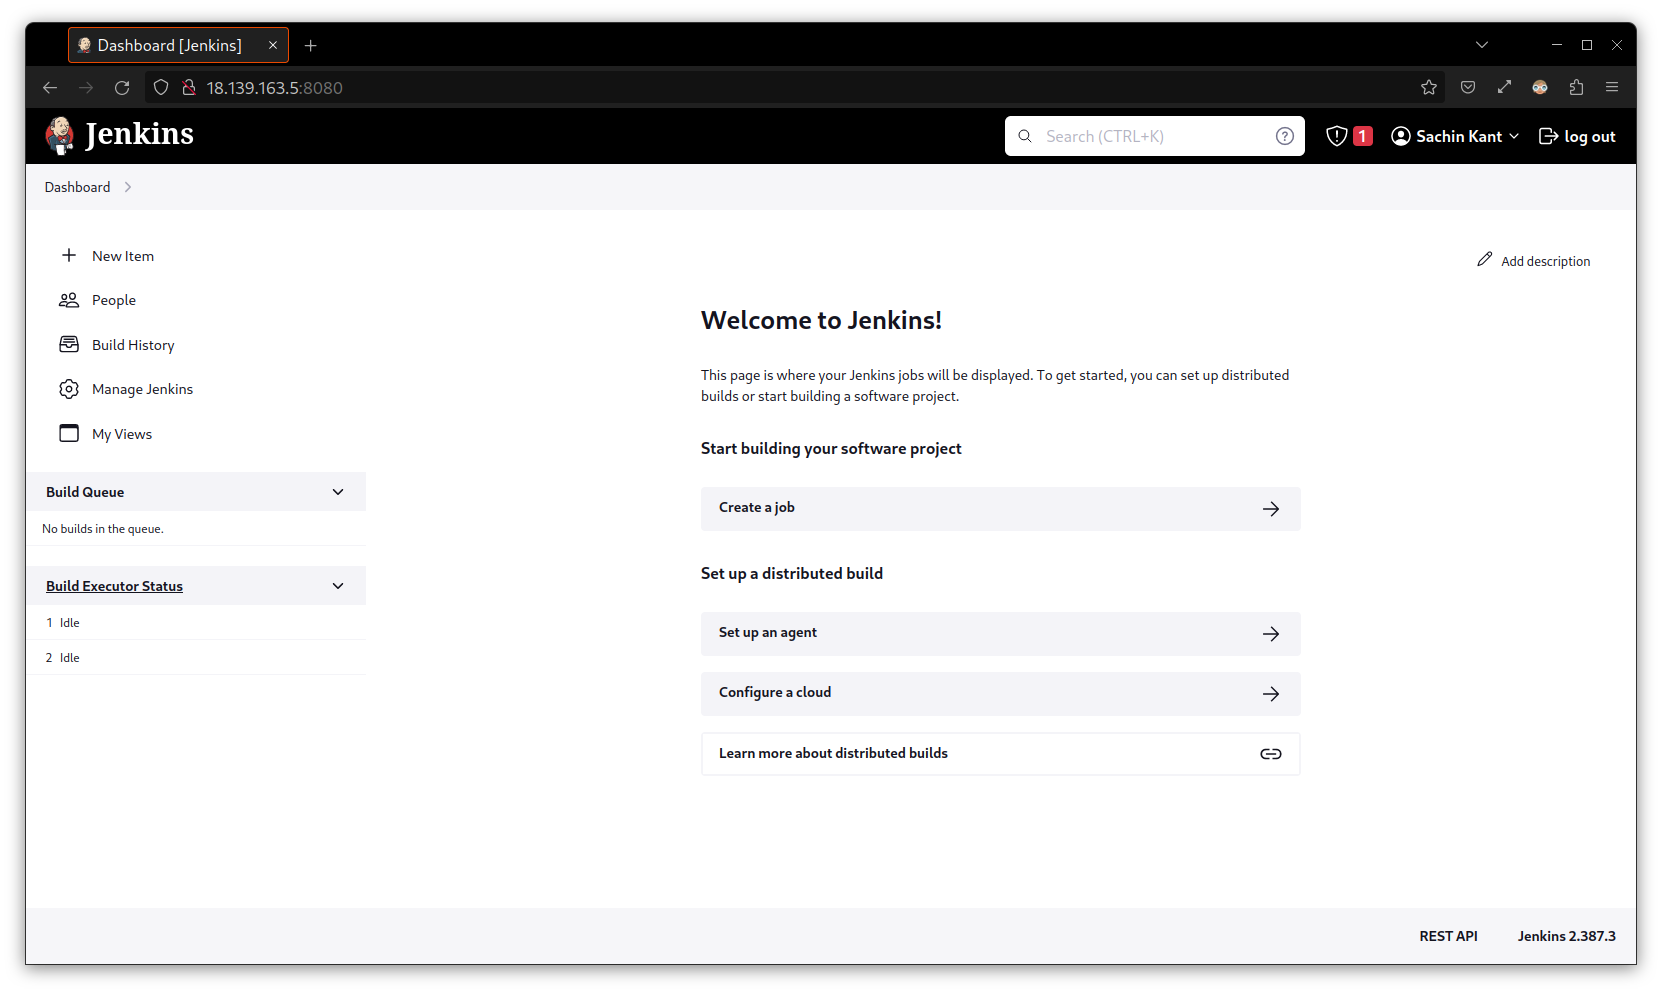 Dashboard [Jenkins]
18.139.163.5:8080
Jenkins
Search (CTRL+K)
1
Sachin Kant
log out
Dashboard
New Item
People
Build History
Manage Jenkins
My Views
Build Queue
No builds in the queue.
Build Executor Status
1 Idle
2 Idle
Add description
Welcome to Jenkins!
This page is where your Jenkins jobs will be displayed. To get started, you can set up distributed
builds or start building a software project.
Start building your software project
Create a job
Set up a distributed build
Set up an agent
Configure a cloud
Learn more about distributed builds
REST API
Jenkins 2.387.3